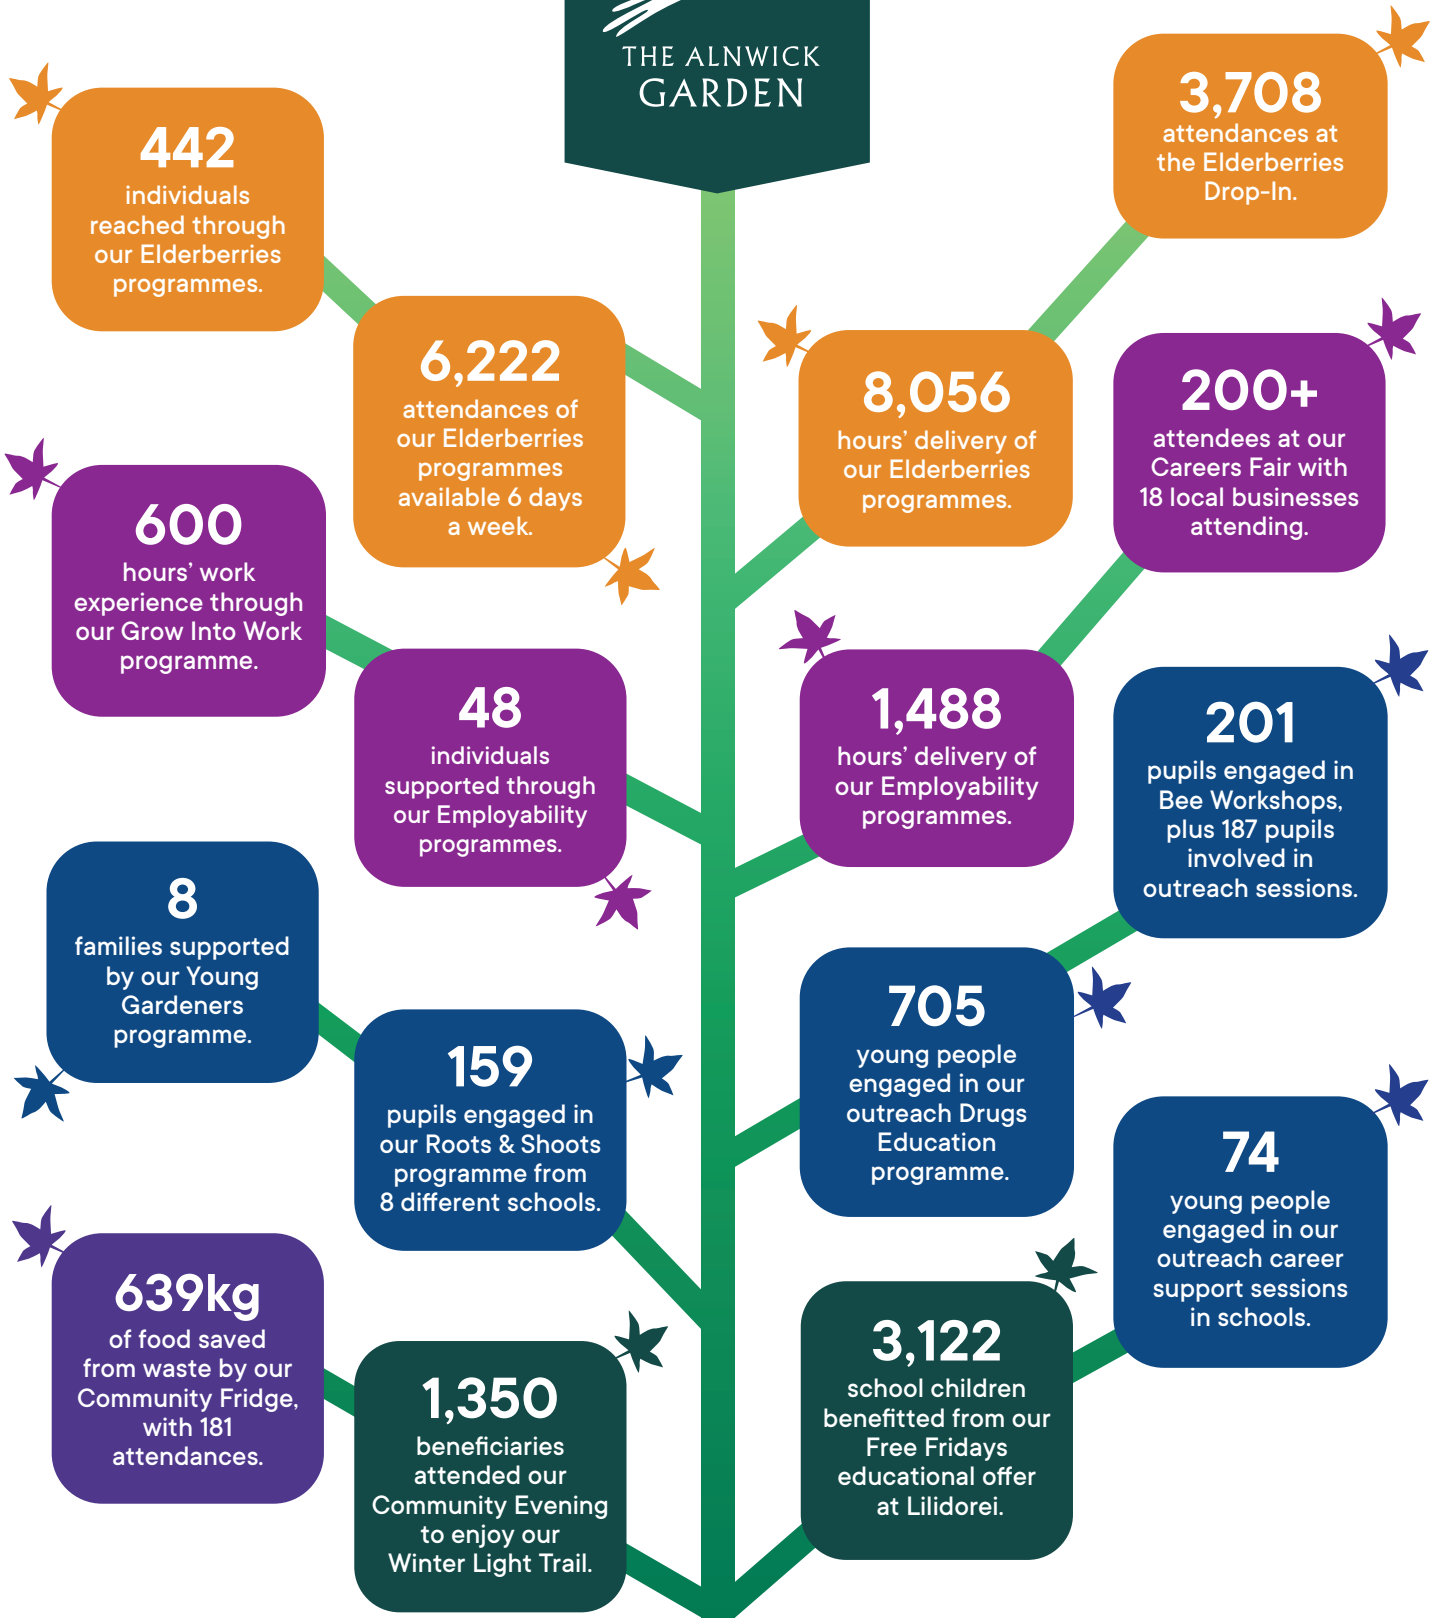 THE ALNWICK
GARDEN
442
individuals
reached through
our Elderberries
programmes.
3,708
attendances at
the Elderberries
Drop-In.
6,222
attendances of
our Elderberries
programmes
available 6 days
a week.
8,056
hours' delivery of
our Elderberries
programmes.
200+
attendees at our
Careers Fair with
18 local businesses
attending.
600
hours' work
experience through
our Grow Into Work
programme.
48
individuals
supported through
our Employability
programmes.
1,488
hours' delivery of
our Employability
programmes.
201
pupils engaged in
Bee Workshops,
plus 187 pupils
involved in
outreach sessions.
8
families supported
by our Young
Gardeners
programme.
159
pupils engaged in
our Roots & Shoots
programme from
8 different schools.
705
young people
engaged in our
outreach Drugs
Education
programme.
74
young people
engaged in our
outreach career
support sessions
in schools.
639kg
of food saved
from waste by our
Community Fridge,
with 181
attendances.
1,350
beneficiaries
attended our
Community Evening
to enjoy our
Winter Light Trail.
3,122
school children
benefitted from our
Free Fridays
educational offer
at Lilidorei.